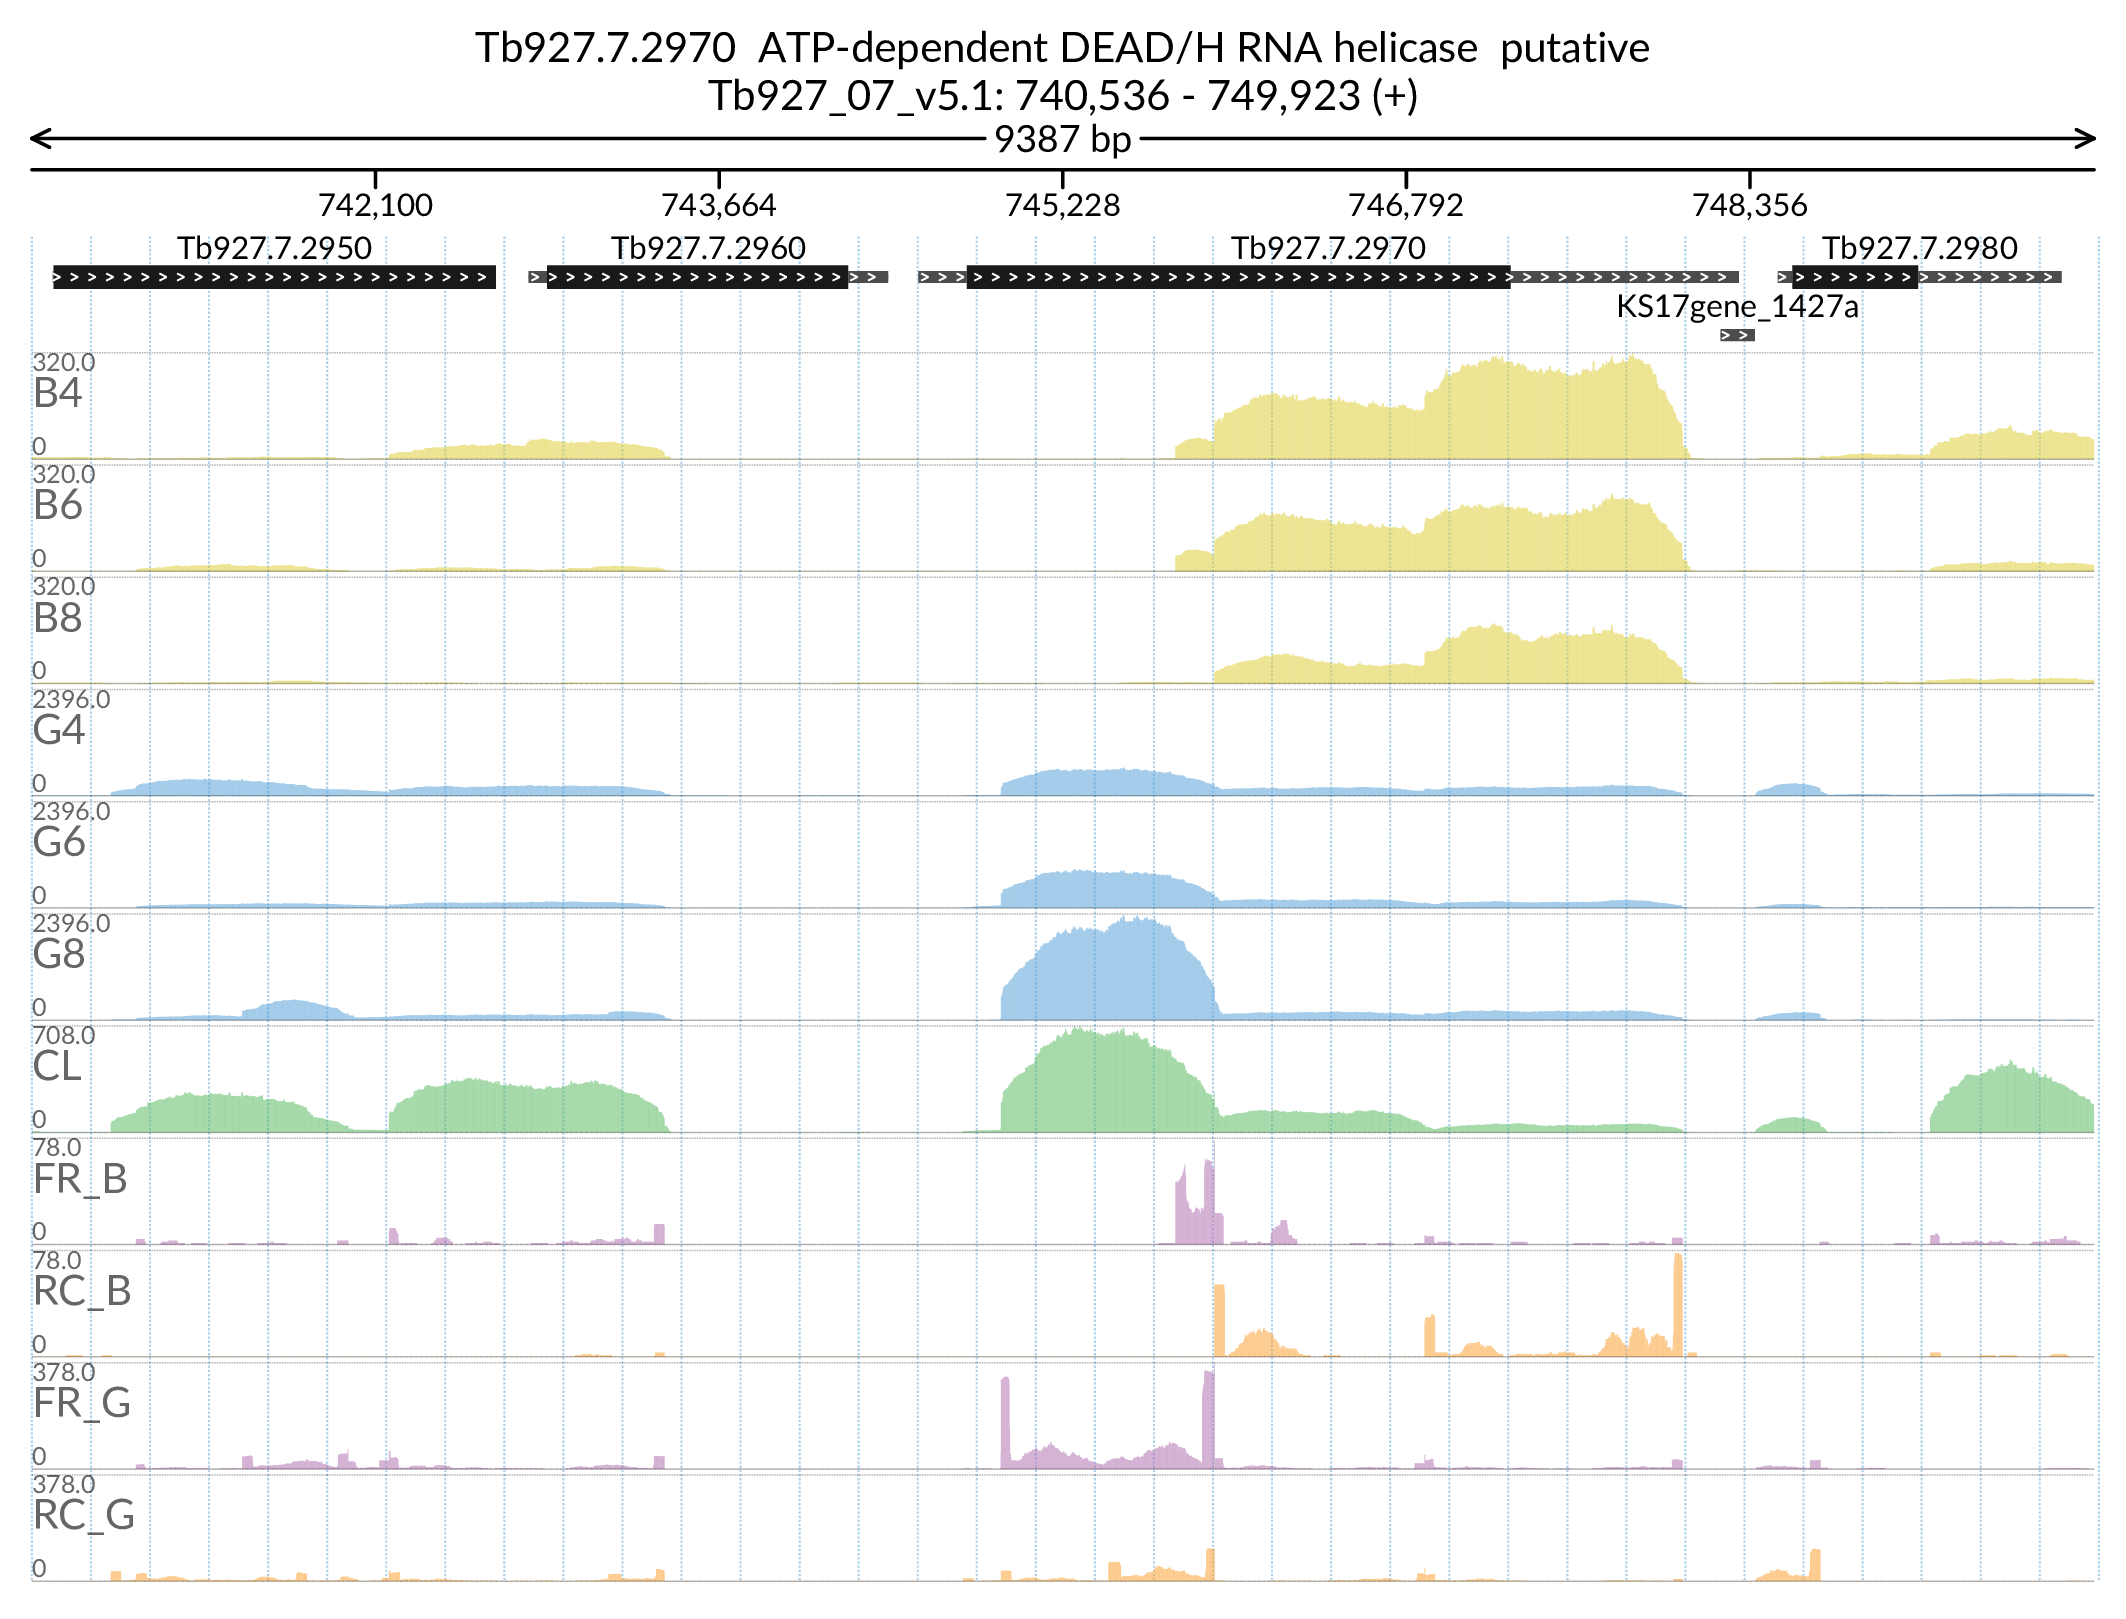 Tb927.7.2970 ATP-dependent DEAD/H RNA helicase putative
Tb927_07_v5.1: 740,536 - 749,923 (+)
9387 bp
742,100 743,664 745,228 746,792 748,356
Tb927.7.2950 Tb927.7.2960 Tb927.7.2970 Tb927.7.2980
KS17gene_1427a
320.0
B4
0
320.0
B6
0
320.0
B8
0
2396.0
G4
0
2396.0
G6
0
2396.0
G8
0
708.0
CL
0
78.0
FR_B
0
78.0
RC_B
0
378.0
FR_G
0
378.0
RC_G
0